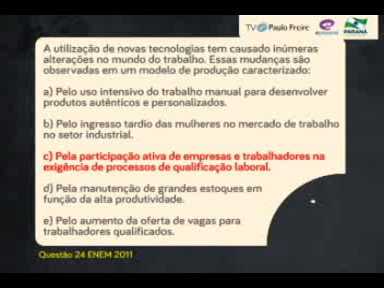 TV Paulo Freire
PARANÁ
A utilização de novas tecnologias tem causado inúmeras
alterações no mundo do trabalho. Essas mudanças são
observadas em um modelo de produção caracterizado:
a) Pelo uso intensivo do trabalho manual para desenvolver
produtos autênticos e personalizados.
b) Pelo ingresso tardio das mulheres no mercado de trabalho
no setor industrial.
c) Pela participação ativa de empresas e trabalhadores na
exigência de processos de qualificação laboral.
d) Pela manutenção de grandes estoques em
função da alta produtividade.
e) Pelo aumento da oferta de vagas para
trabalhadores qualificados.
Questão 24 ENEM 2011